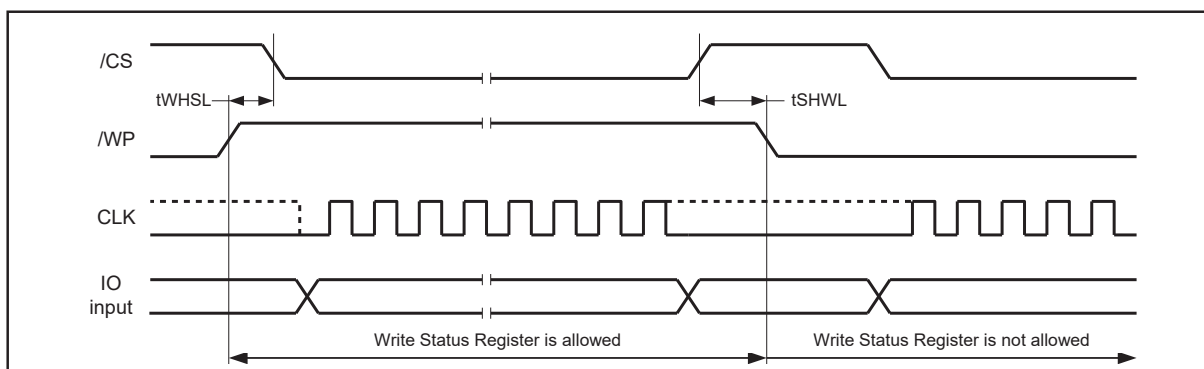 /CS
tWHSL
tSHWL
/WP
CLK
IO
input
Write Status Register is allowed
Write Status Register is not allowed